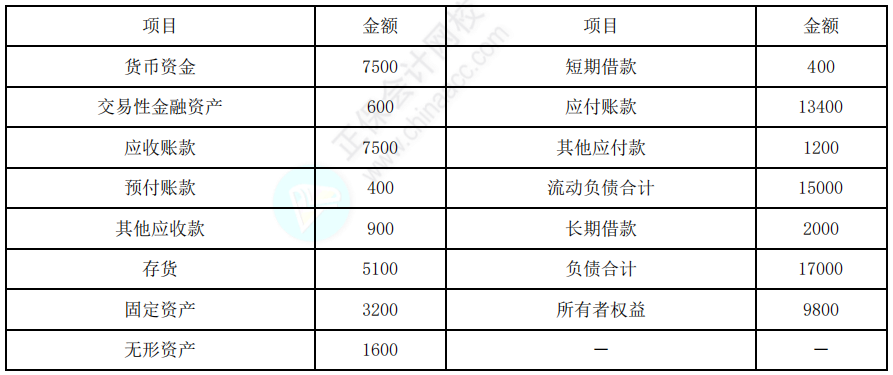 项目 金额 项目 金额
货币资金 7500 短期借款 400
交易性金融资产 600 应付账款 13400
应收账款 7500 其他应付款 1200
预付账款 400 流动负债合计 15000
其他应收款 900 长期借款 2000
存货 5100 负债合计 17000
固定资产 3200 所有者权益 9800
无形资产 1600 － －
正保会计网校
www.chinaacc.com